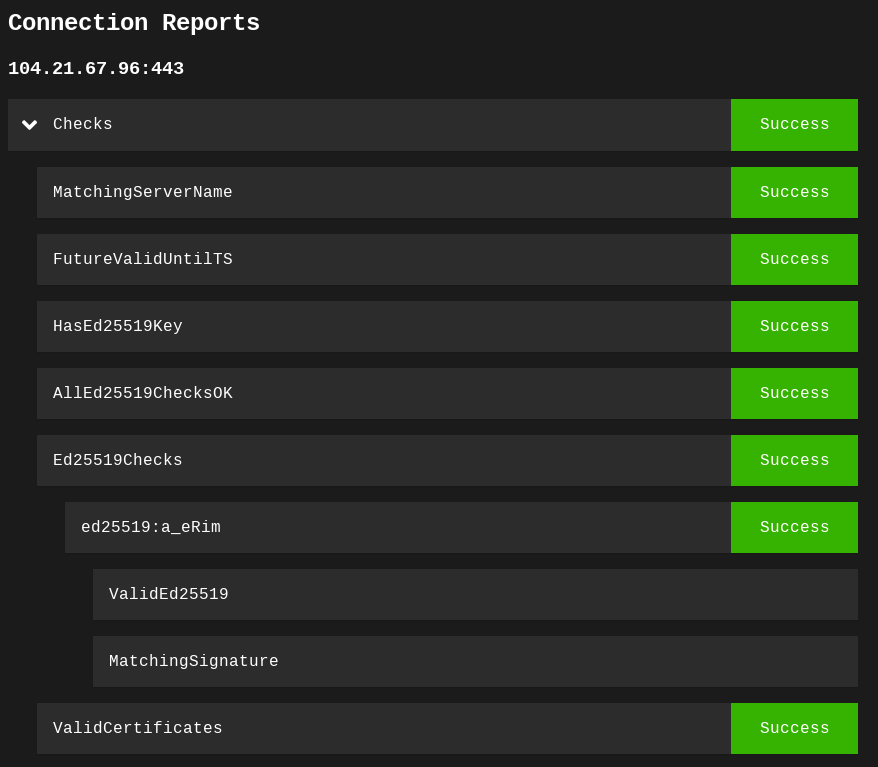 Connection Reports
104.21.67.96:443
Checks Success
MatchingServerName Success
FutureValidUntilTS Success
HasEd25519Key Success
AllEd25519ChecksOK Success
Ed25519Checks Success
ed25519:a_eRim Success
ValidEd25519
MatchingSignature
ValidCertificates Success